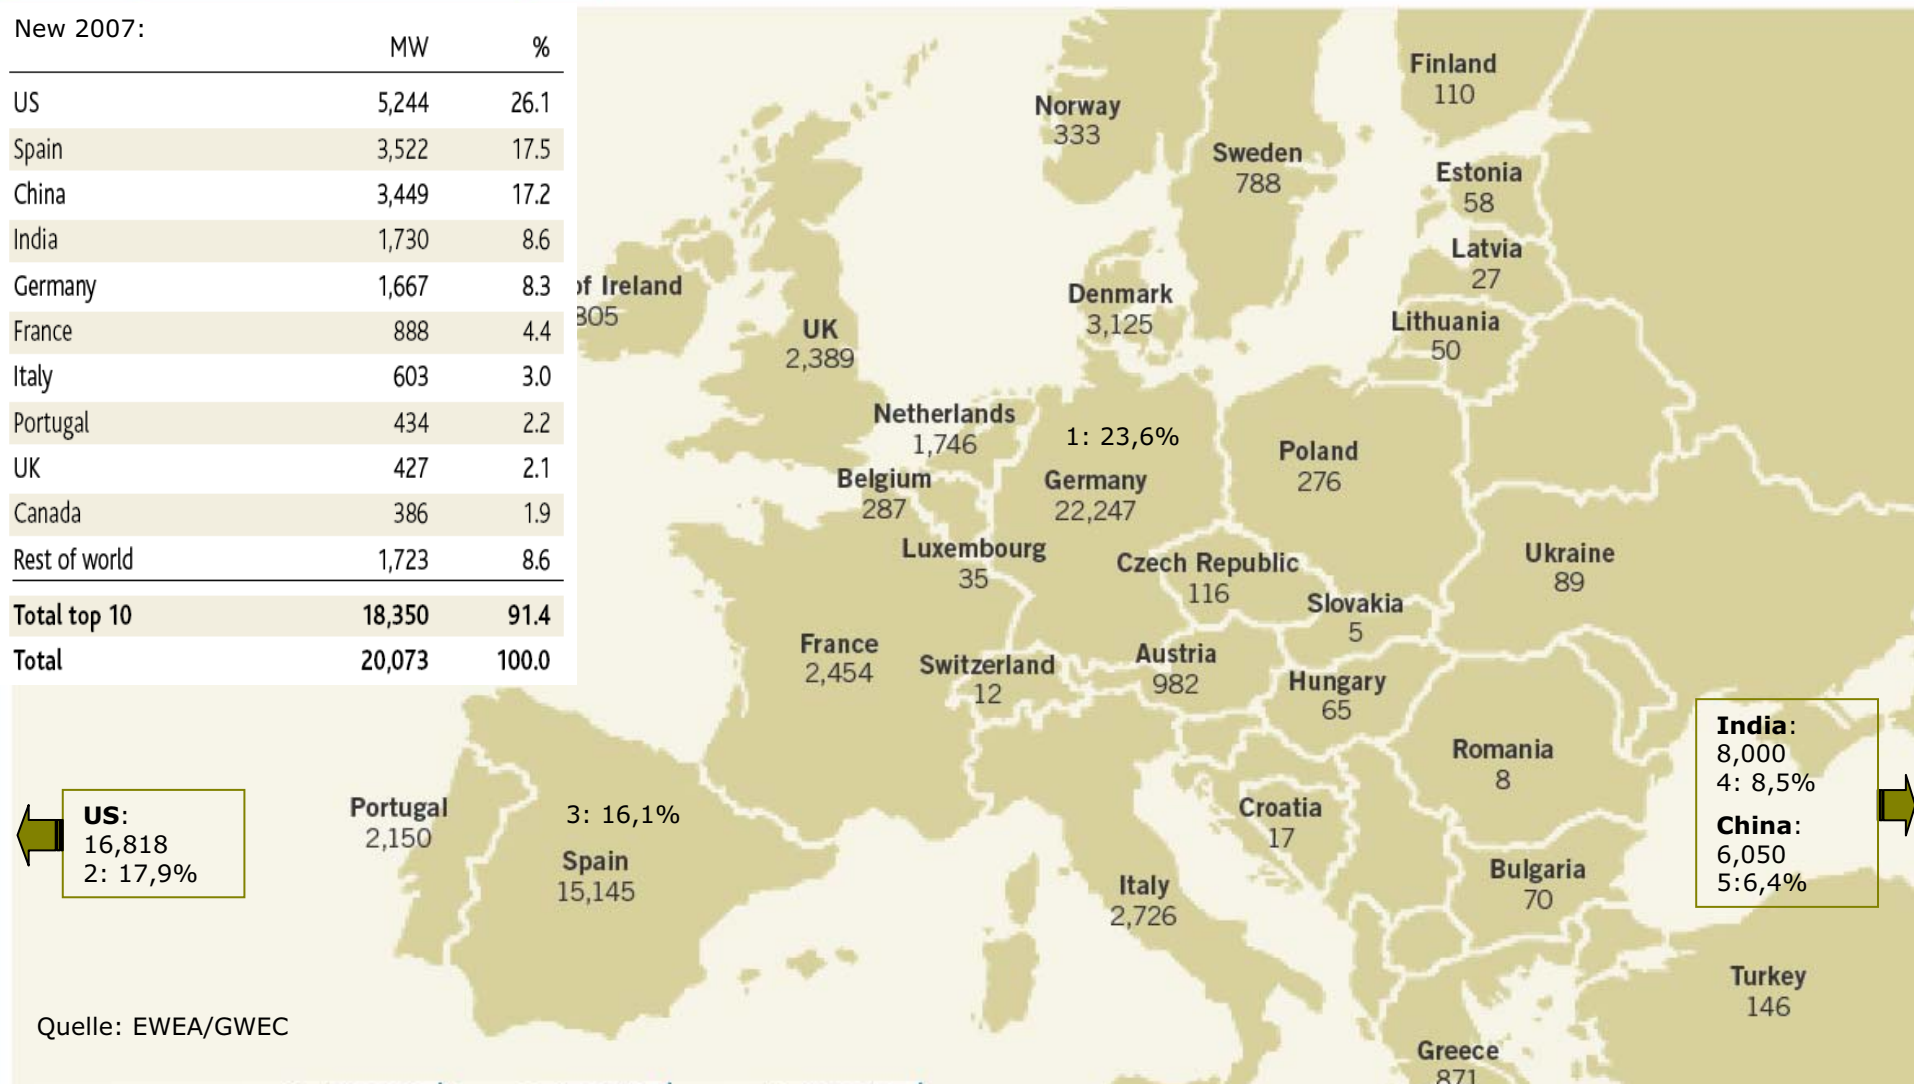 New 2007:
MW %
US 5,244 26.1
Spain 3,522 17.5
China 3,449 17.2
India 1,730 8.6
Germany 1,667 8.3
France 888 4.4
Italy 603 3.0
Portugal 434 2.2
UK 427 2.1
Canada 386 1.9
Rest of world 1,723 8.6
Total top 10 18,350 91.4
Total 20,073 100.0
Finland
110
Norway
333
Sweden
788
Estonia
58
Latvia
27
of Ireland
805
Denmark
3,125
Lithuania
50
UK
2,389
Netherlands
1,746
1: 23,6%
Germany
22,247
Poland
276
Belgium
287
Luxembourg
35
Czech Republic
116
Slovakia
5
Ukraine
89
France
2,454
Switzerland
12
Austria
982
Hungary
65
Romania
8
India:
8,000
4: 8,5%
China:
6,050
5:6,4%
US:
16,818
2: 17,9%
Portugal
2,150
3: 16,1%
Spain
15,145
Croatia
17
Italy
2,726
Bulgaria
70
Turkey
146
Greece
871
Quelle: EWEA/GWEC